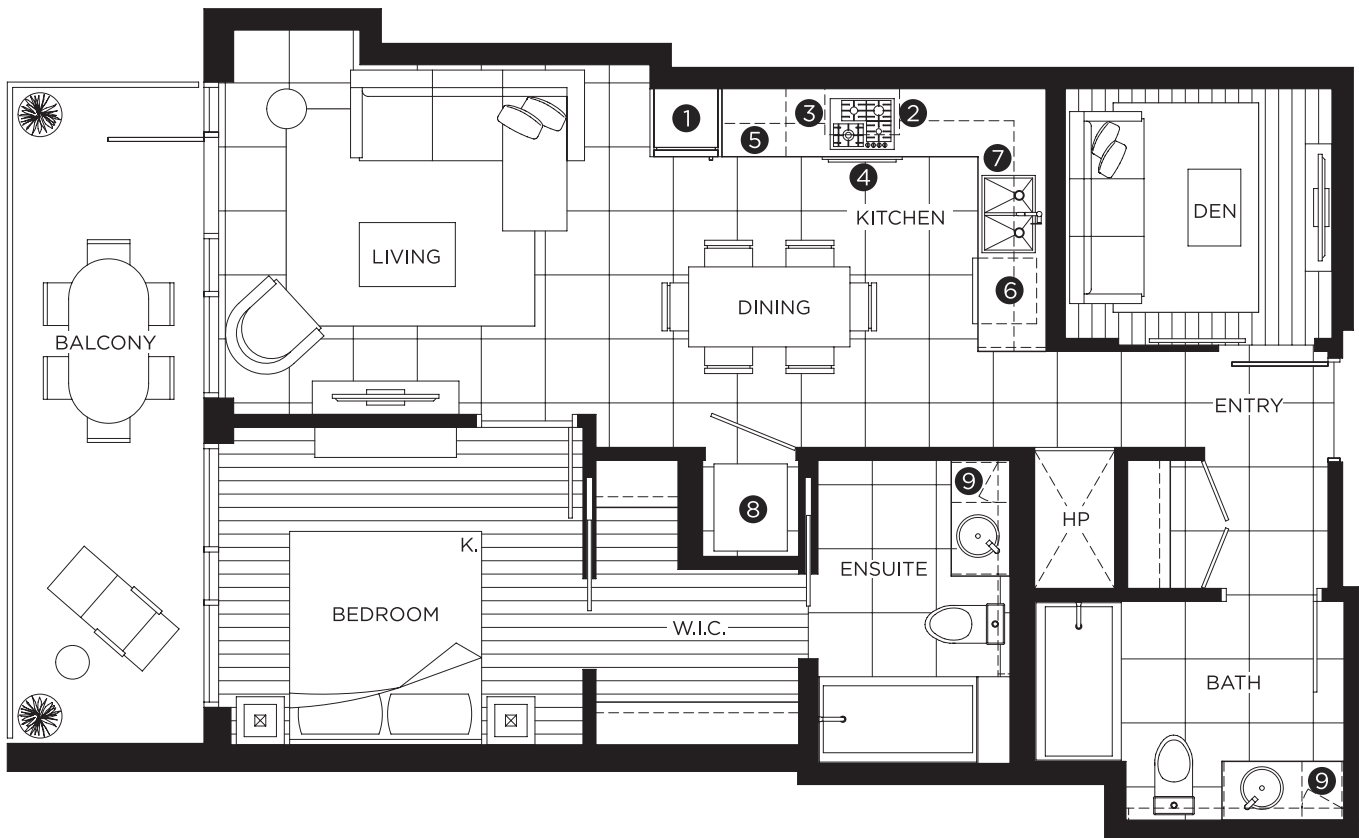 1
3
2
5
4
7
KITCHEN
DEN
LIVING
6
DINING
BALCONY
ENTRY
9
8
HP
K.
ENSUITE
BEDROOM
W.I.C.
BATH
9